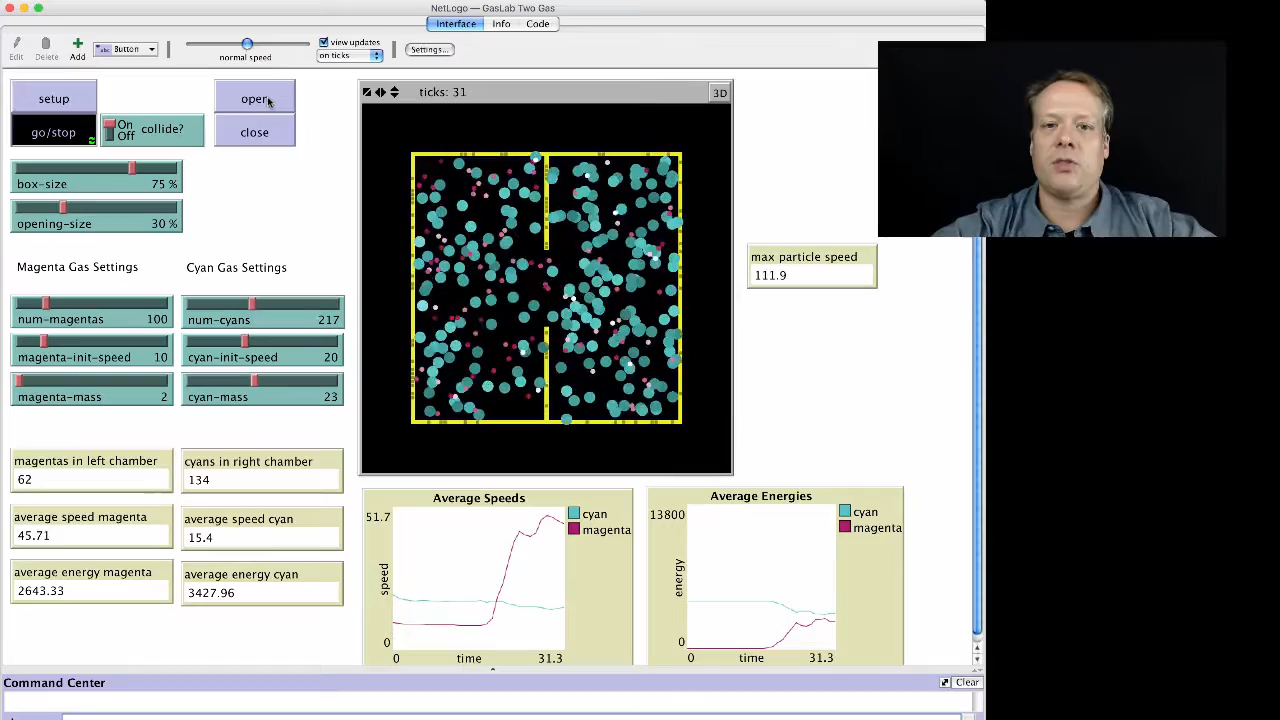 NetLogo — GasLab Two Gas
Interface Info Code
Edit Delete Add
abc Button
normal speed
view updates
on ticks
Settings...
setup
open
go/stop
On
Off
collide?
close
ticks: 31
3D
box-size 75 %
opening-size 30 %
Magenta Gas Settings
Cyan Gas Settings
num-magentas 100
num-cyans 217
magenta-init-speed 10
cyan-init-speed 20
magenta-mass 2
cyan-mass 23
max particle speed
111.9
magentas in left chamber
62
cyans in right chamber
134
average speed magenta
45.71
average speed cyan
15.4
average energy magenta
2643.33
average energy cyan
3427.96
Average Speeds
51.7
speed
0
0 time 31.3
cyan
magenta
Average Energies
13800
energy
0
0 time 31.3
cyan
magenta
Command Center
Clear